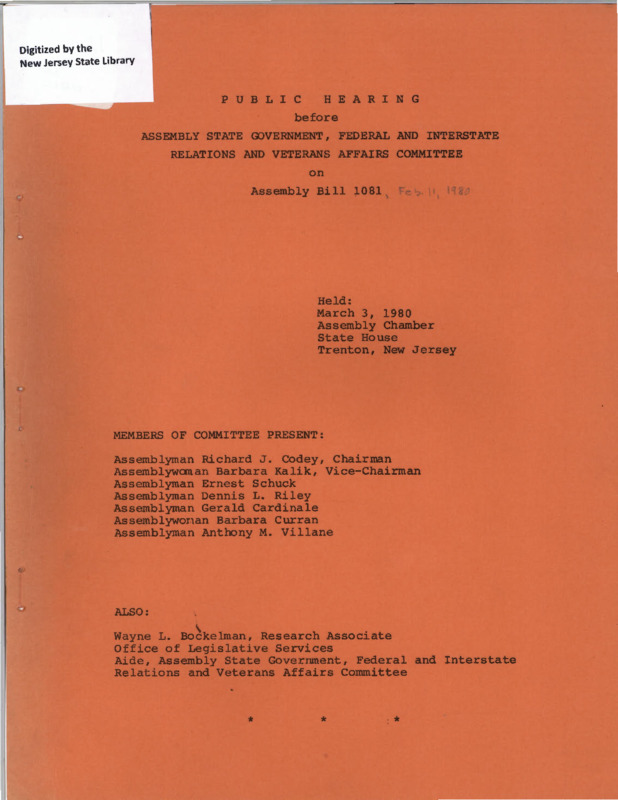 Digitized by the
New Jersey State Library
PUBLIC HEARING
before
ASSEMBLY STATE GOVERNMENT, FEDERAL AND INTERSTATE
RELATIONS AND VETERANS AFFAIRS COMMITTEE
on
Assembly Bill 1081, Feb 11, 1980
Held:
March 3, 1980
Assembly Chamber
State House
Trenton, New Jersey
MEMBERS OF COMMITTEE PRESENT:
Assemblyman Richard J. Codey, Chairman
Assemblywoman Barbara Kalik, Vice-Chairman
Assemblyman Ernest Schuck
Assemblyman Dennis L. Riley
Assemblyman Gerald Cardinale
Assemblywoman Barbara Curran
Assemblyman Anthony M. Villane
ALSO:
Wayne L. Bockelman, Research Associate
Office of Legislative Services
Aide, Assembly State Government, Federal and Interstate
Relations and Veterans Affairs Committee
* * *